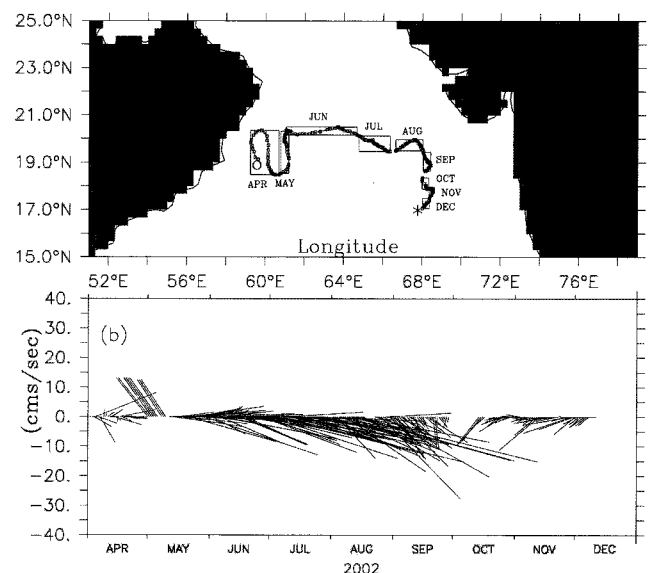 25.0°N
23.0°N
21.0°N
19.0°N
17.0°N
15.0°N
JUN
JUL
AUG
SEP
OCT
NOV
DEC
APR MAY
Longitude
52°E 56°E 60°E 64°E 68°E 72°E 76°E
(b)
(cms/sec)
40.
30.
20.
10.
0.
-10.
-20.
-30.
-40.
APR MAY JUN JUL AUG SEP OCT NOV DEC
2002